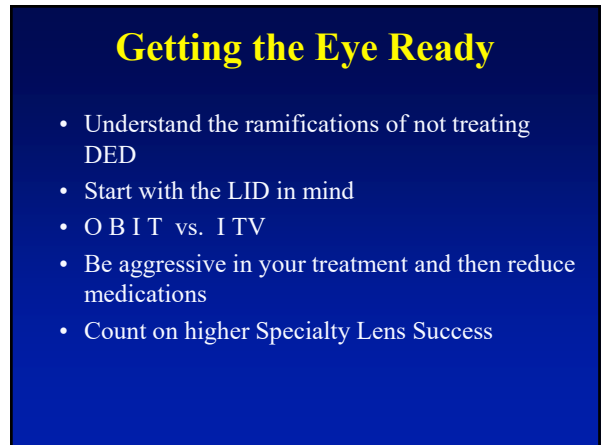 Getting the Eye Ready
• Understand the ramifications of not treating
DED
• Start with the LID in mind
• O B I T vs. I TV
• Be aggressive in your treatment and then reduce
medications
• Count on higher Specialty Lens Success